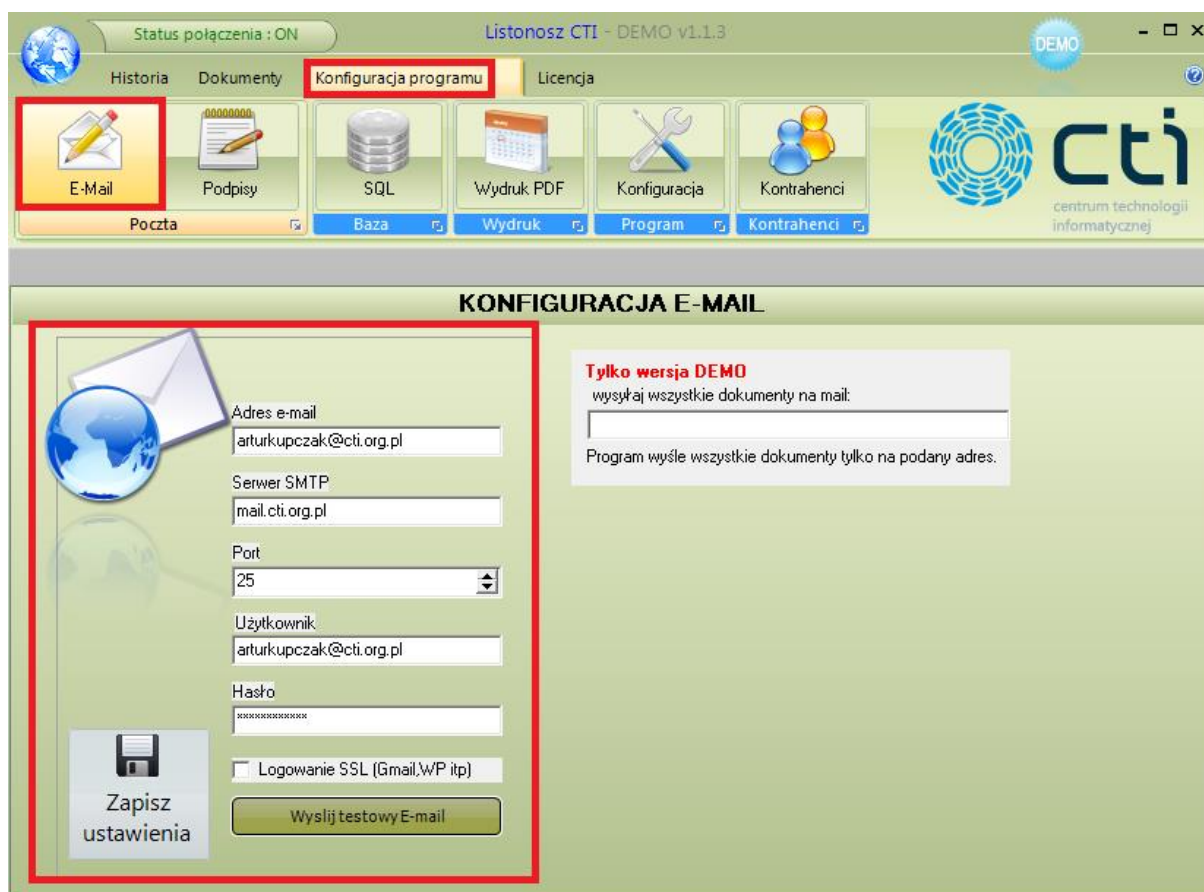 Status połączenia : ON
Listonosz CTI - DEMO v1.1.3
DEMO
Historia Dokumenty Konfiguracja programu Licencja
E-Mail Podpisy SQL Wydruk PDF Konfiguracja Kontrahenci
Poczta Baza Wydruk Program Kontrahenci
cti
centrum technologii
informatycznej
KONFIGURACJA E-MAIL
Adres e-mail
arturkupczak@cti.org.pl
Serwer SMTP
mail.cti.org.pl
Port
25
Użytkownik
arturkupczak@cti.org.pl
Hasło
************
Logowanie SSL (Gmail,WP itp)
Wyslij testowy E-mail
Zapisz
ustawienia
Tylko wersja DEMO
wysyłaj wszystkie dokumenty na mail:
Program wyśle wszystkie dokumenty tylko na podany adres.